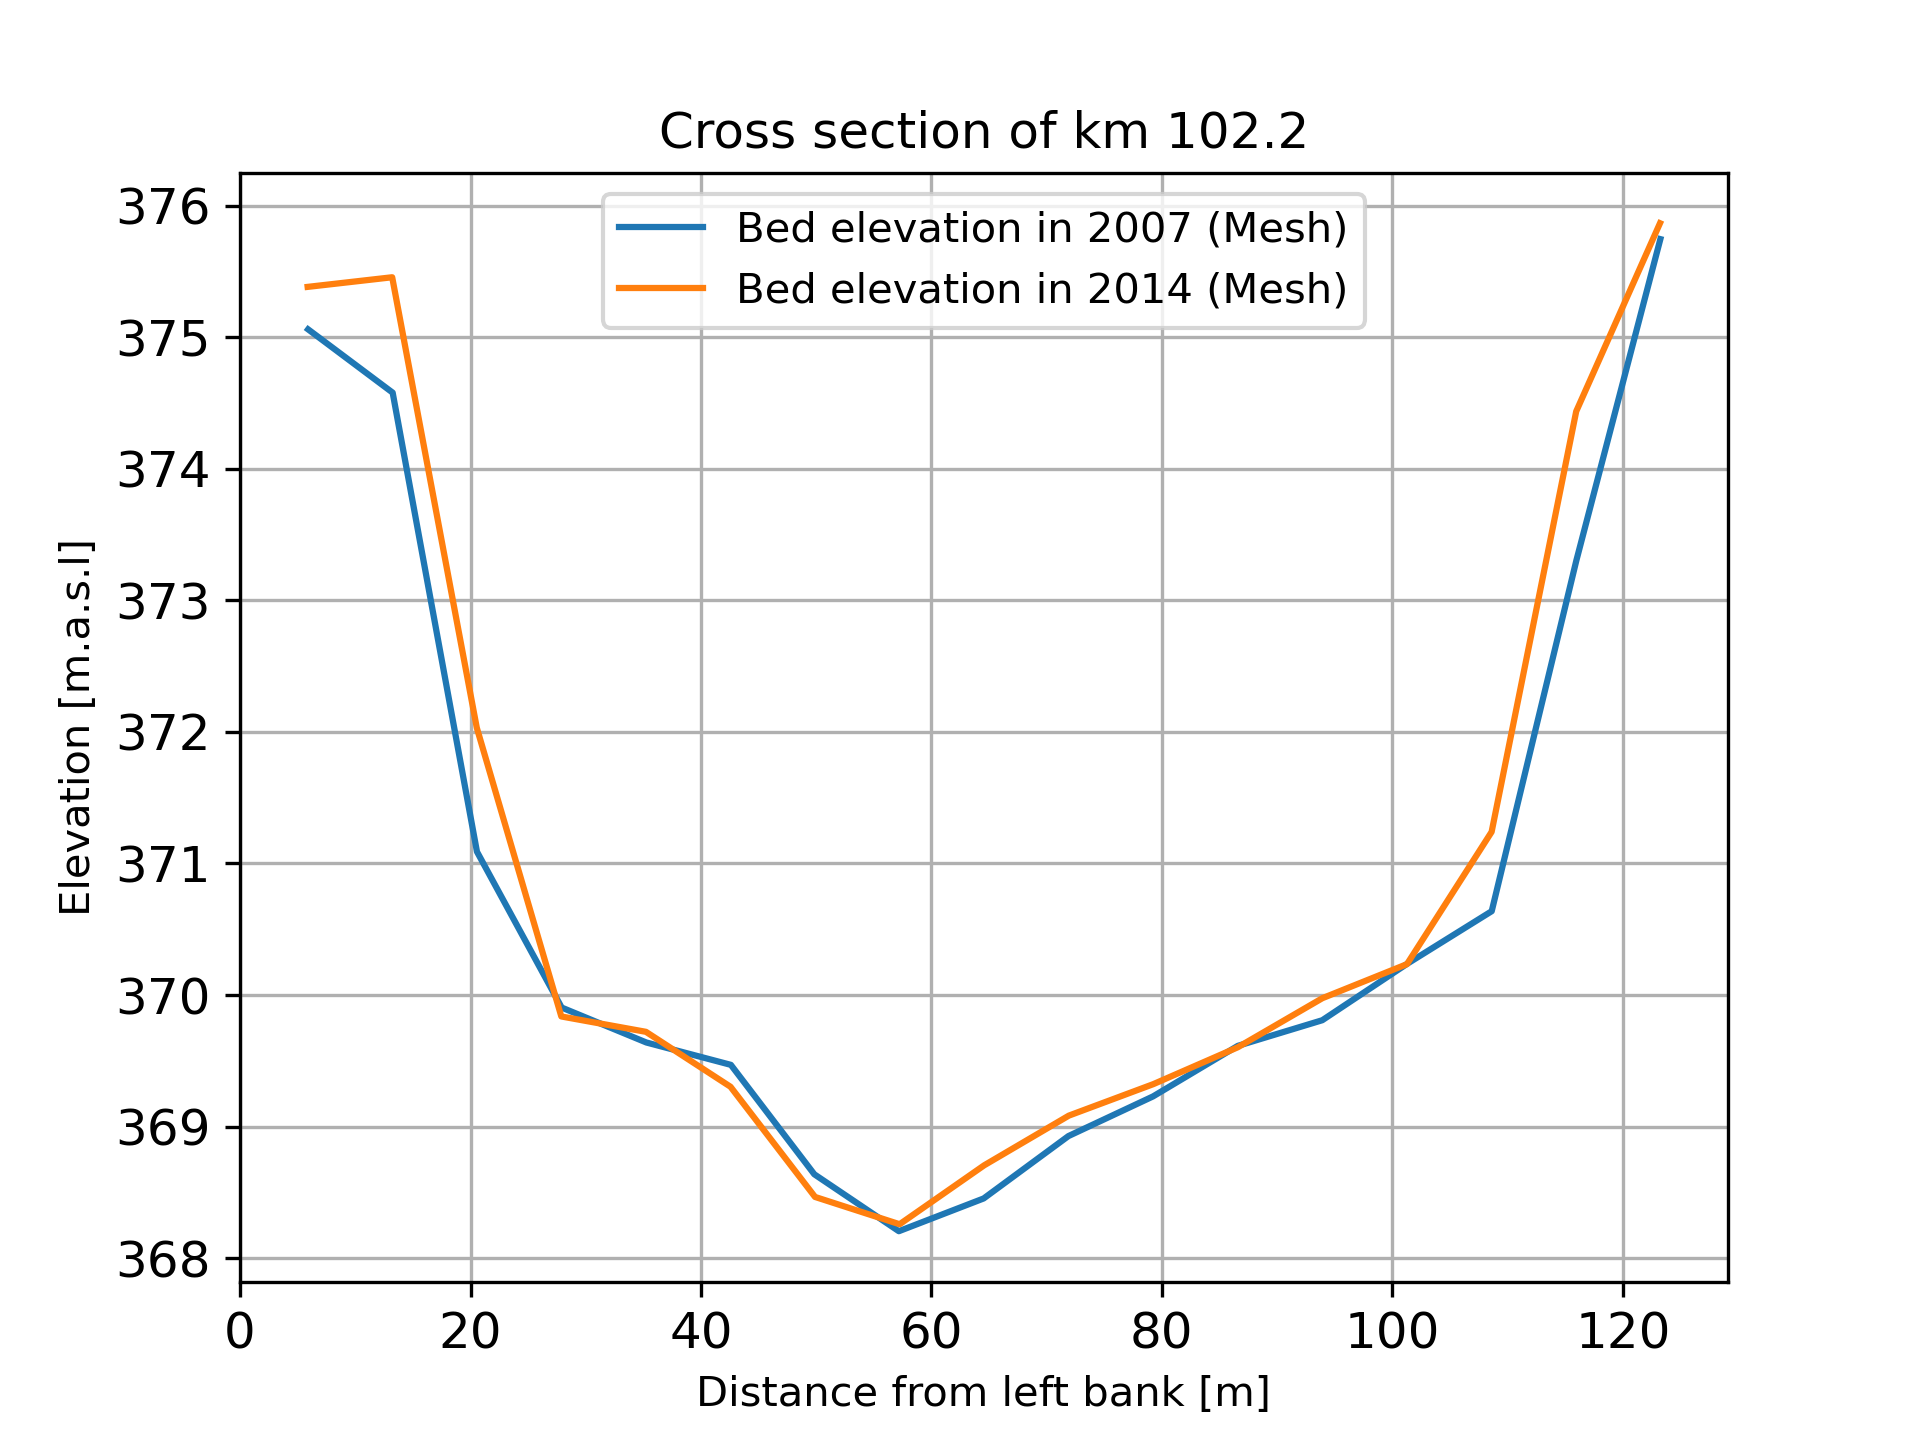 Cross section of km 102.2
Bed elevation in 2007 (Mesh)
Bed elevation in 2014 (Mesh)
Elevation [m.a.s.l]
376
375
374
373
372
371
370
369
368
0 20 40 60 80 100 120
Distance from left bank [m]